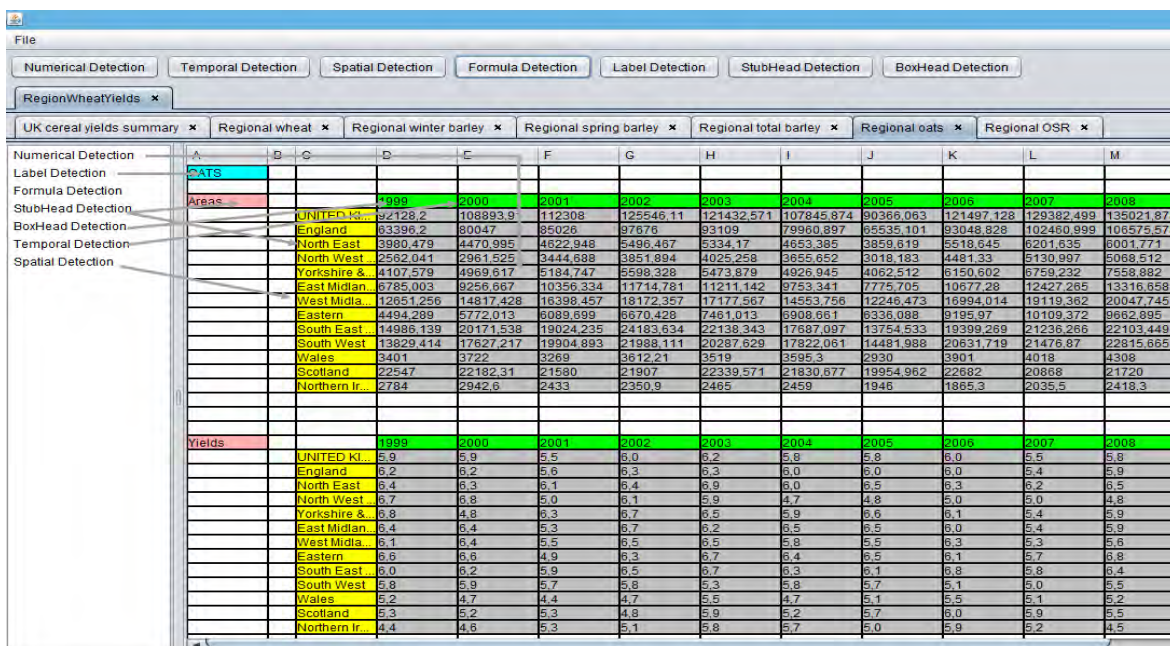 File
Numerical Detection Temporal Detection Spatial Detection Formula Detection Label Detection StubHead Detection BoxHead Detection
RegionWheatYields ×
UK cereal yields summary × Regional wheat × Regional winter barley × Regional spring barley × Regional total barley × Regional oats × Regional OSR ×
Numerical Detection
Label Detection
Formula Detection
StubHead Detection
BoxHead Detection
Temporal Detection
Spatial Detection
A B C D E F G H I J K L M
OATS
Areas 1999 2000 2001 2002 2003 2004 2005 2006 2007 2008
UNITED KI... 92128,2 108893,9 112308 125546,11 121432,571 107845,874 90366,063 121497,128 129382,499 135021,87
England 63396,2 80047 85026 97676 93109 79960,897 65535,101 93048,828 102460,999 106575,57
North East 3980,479 4470,995 4622,948 5496,467 5334,17 4653,385 3859,619 5518,645 6201,635 6001,771
North West ... 2562,041 2961,525 3444,688 3851,894 4025,258 3655,652 3018,183 4481,33 5130,997 5068,512
Yorkshire &... 4107,579 4969,617 5184,747 5598,328 5473,879 4926,945 4062,512 6150,602 6759,232 7558,882
East Midlan... 6785,003 9256,667 10356,334 11714,781 11211,142 9753,341 7775,705 10677,28 12427,265 13316,658
West Midla... 12651,256 14817,428 16398,457 18172,357 17177,567 14553,756 12246,473 16994,014 19119,362 20047,745
Eastern 4494,289 5772,013 6089,699 6670,428 7461,013 6908,661 6336,088 9195,97 10109,372 9662,895
South East ... 14986,139 20171,538 19024,235 24183,634 22138,343 17687,097 13754,533 19399,269 21236,266 22103,449
South West 13829,414 17627,217 19904,893 21988,111 20287,629 17822,061 14481,988 20631,719 21476,87 22815,665
Wales 3401 3722 3269 3612,21 3519 3595,3 2930 3901 4018 4308
Scotland 22547 22182,31 21580 21907 22339,571 21830,677 19954,962 22682 20868 21720
Northern Ir... 2784 2942,6 2433 2350,9 2465 2459 1946 1865,3 2035,5 2418,3
Yields 1999 2000 2001 2002 2003 2004 2005 2006 2007 2008
UNITED KI... 5,9 5,9 5,5 6,0 6,2 5,8 5,8 6,0 5,5 5,8
England 6,2 6,2 5,6 6,3 6,3 6,0 6,0 6,0 5,4 5,9
North East 6,4 6,3 6,1 6,4 6,9 6,0 6,5 6,3 6,2 6,5
North West ... 6,7 6,8 5,0 6,1 5,9 4,7 4,8 5,0 5,0 4,8
Yorkshire &... 6,8 4,8 6,3 6,7 6,5 5,9 6,6 6,1 5,4 5,9
East Midlan... 6,4 6,4 5,3 6,7 6,2 6,5 6,5 6,0 5,4 5,9
West Midla... 6,1 6,4 5,5 6,5 6,5 5,8 5,5 6,3 5,3 5,6
Eastern 6,6 6,6 4,9 6,3 6,7 6,4 6,5 6,1 5,7 6,8
South East ... 6,0 6,2 5,9 6,5 6,7 6,3 6,1 6,8 5,8 6,4
South West 5,8 5,9 5,7 5,8 5,3 5,8 5,7 5,1 5,0 5,5
Wales 5,2 4,7 4,4 4,7 5,5 4,7 5,1 5,5 5,1 5,2
Scotland 5,3 5,2 5,3 4,8 5,9 5,2 5,7 6,0 5,9 5,5
Northern Ir... 4,4 4,6 5,3 5,1 5,8 5,7 5,0 5,9 5,2 4,5